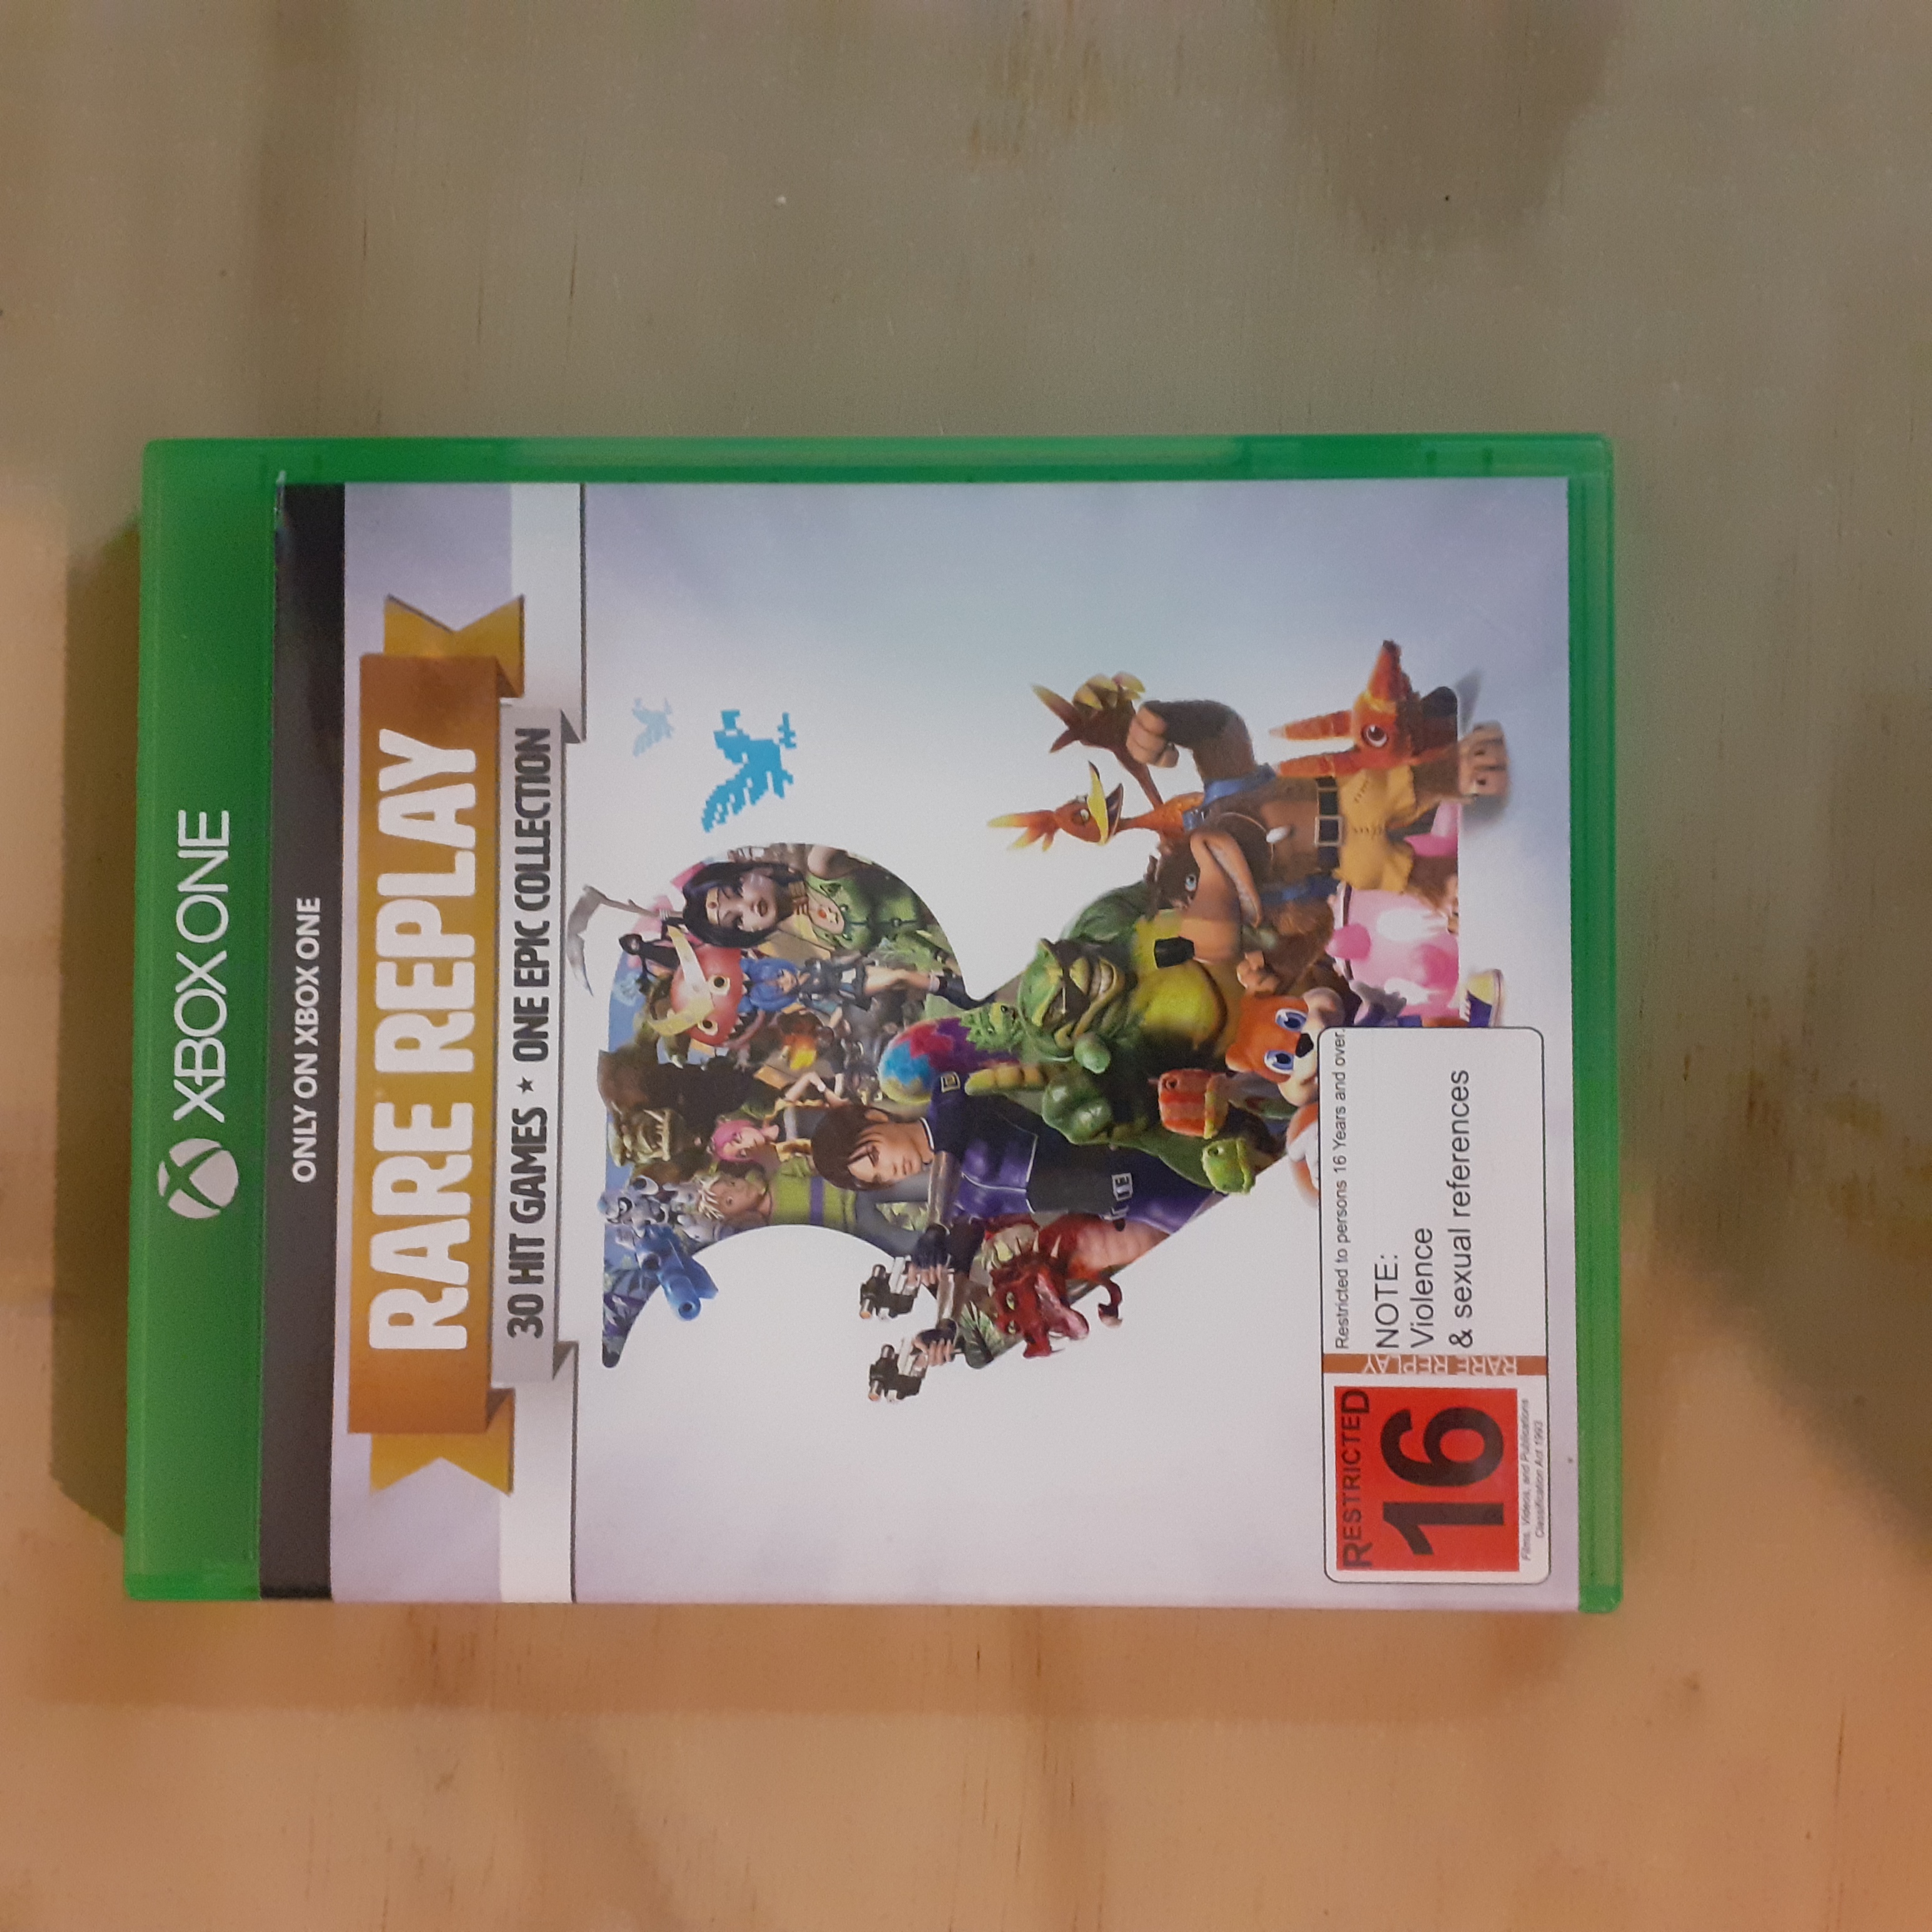 XBOX ONE
ONLY ON XBOX ONE
RARE REPLAY
30 HIT GAMES ★ ONE EPIC COLLECTION
RESTRICTED
16
Films, Videos, and Publications
Classification Act 1993
RARE REPLAY
Restricted to persons 16 Years and over.
NOTE:
Violence
& sexual references